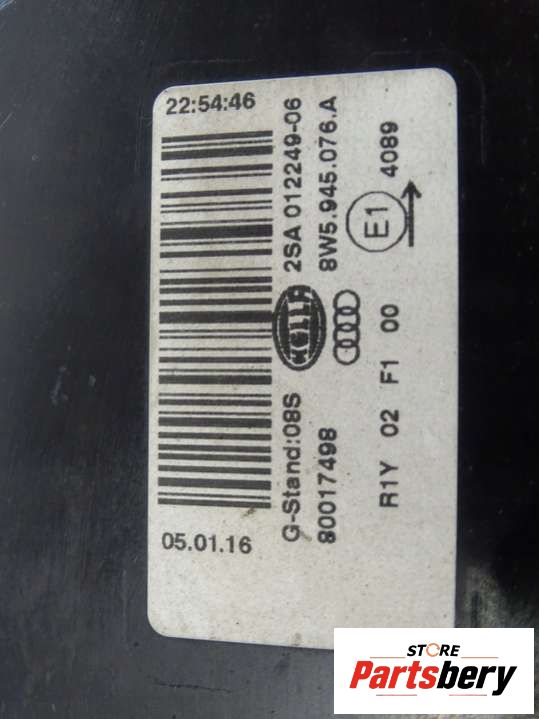 22:54:46
05.01.16
2SA 012249-06
8W5.945.076.A
HELLA
G-Stand:08S
80017498
E1
4089
R1Y 02 F1 00
STORE
Partsbery